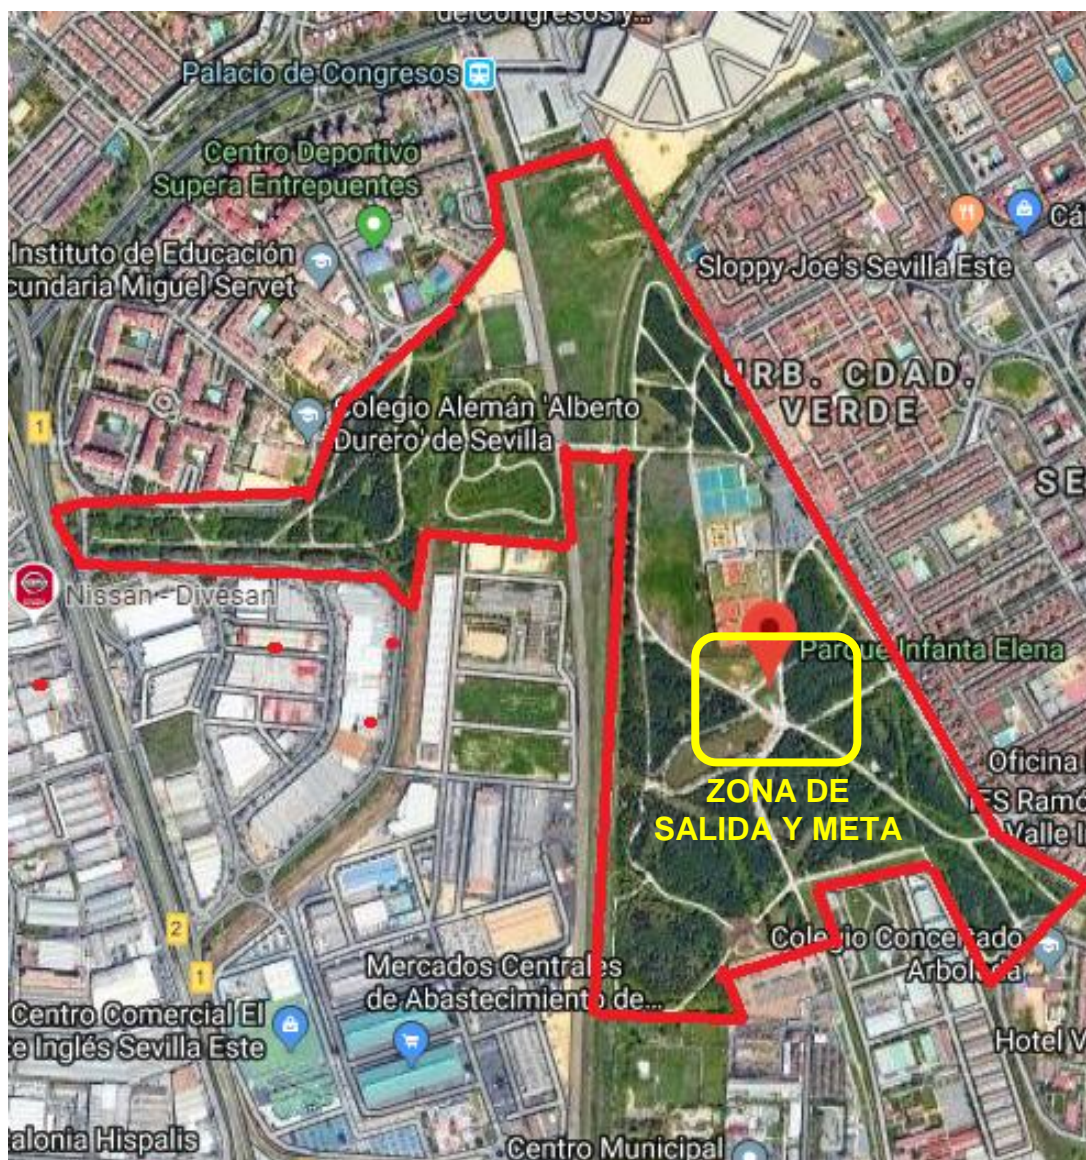 de Congresos y...
Palacio de Congresos
Centro Deportivo
Supera Entrepuentes
Instituto de Educación
cundaria Miguel Servet
Cá
Sloppy Joe's Sevilla Este
URB. CDAD.
VERDE
1
Colegio Alemán 'Alberto
Durero' de Sevilla
SE
Nissan - Divesan
Parque Infanta Elena
ZONA DE
SALIDA Y META
Oficina
IES Ramó
Valle I
2
1
Colegio Concertado
Arboleda
Mercados Centrales
de Abastecimiento de...
Centro Comercial El
e Inglés Sevilla Este
Hotel V
alonia Hispalis
Centro Municipal